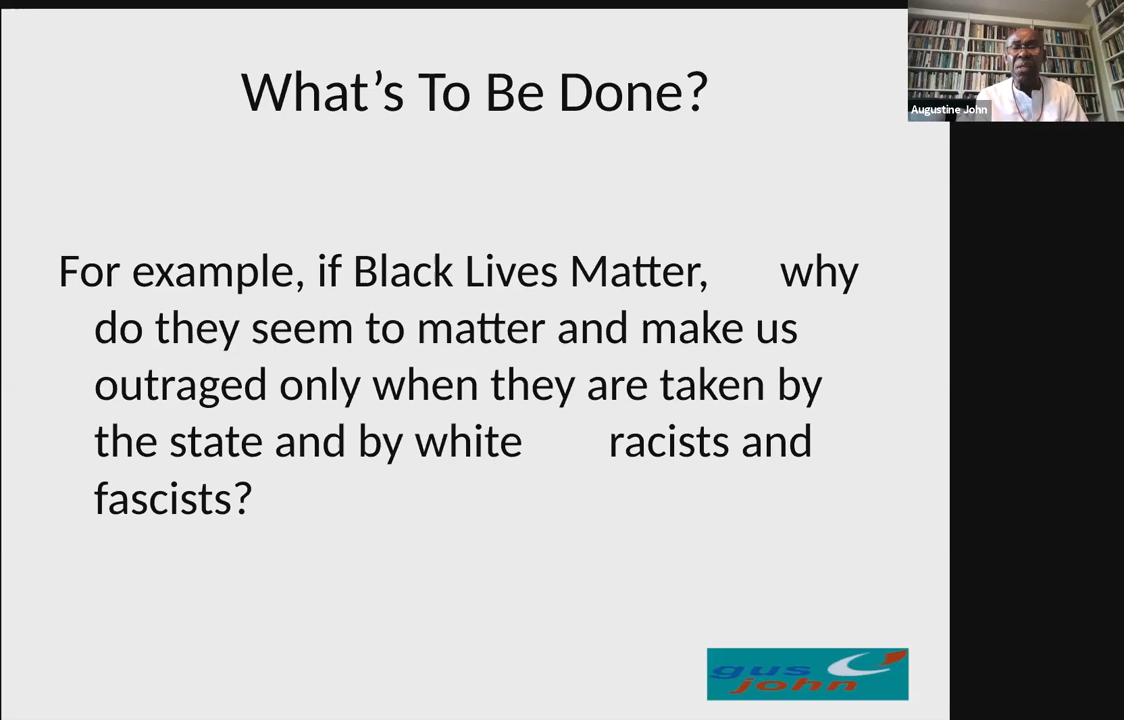 What’s To Be Done?
Augustine John
For example, if Black Lives Matter, why
do they seem to matter and make us
outraged only when they are taken by
the state and by white racists and
fascists?
gus
john